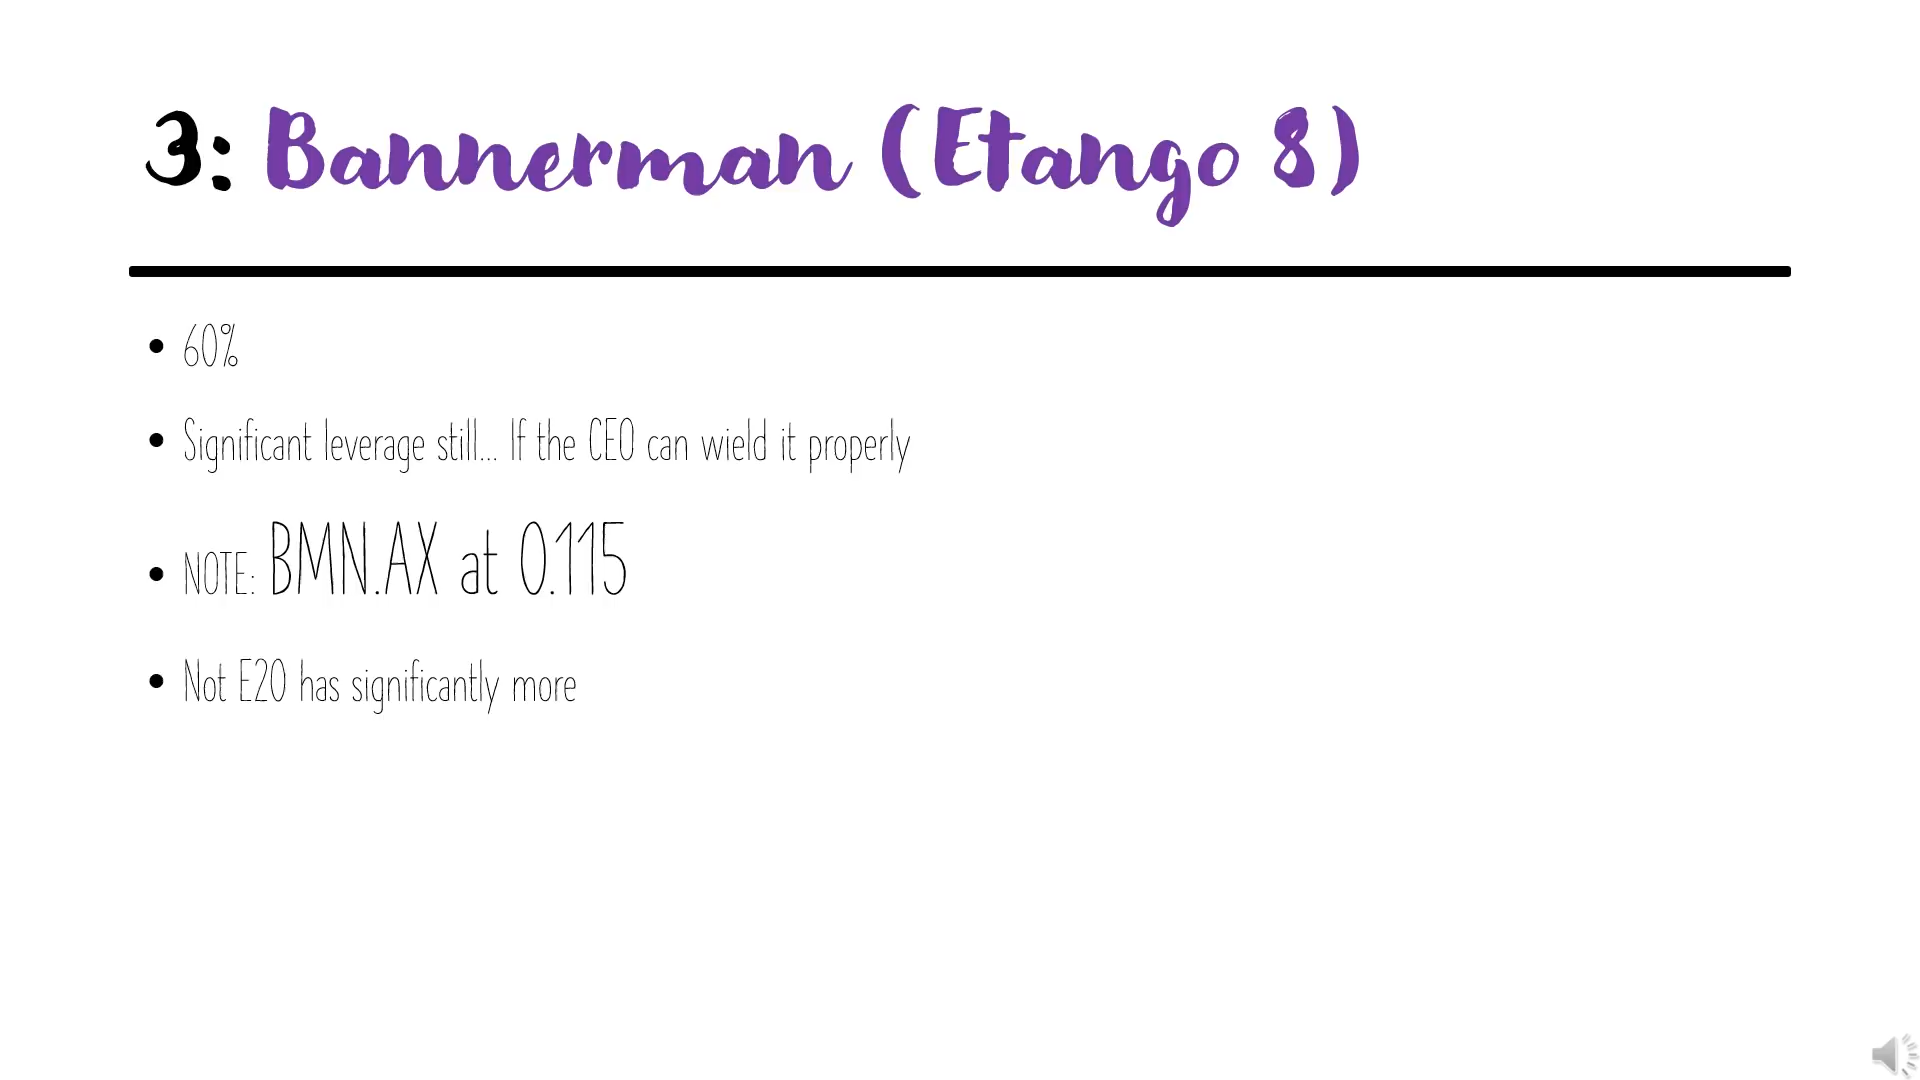 3: Bannerman (Etango 8)
• 60%
• Significant leverage still... If the CEO can wield it properly
• NOTE: BMN.AX at 0.115
• Not E20 has significantly more